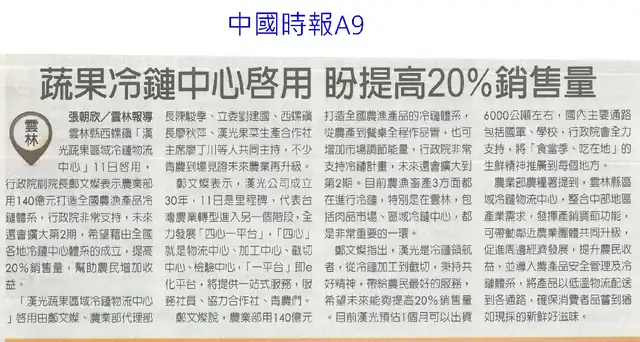 中國時報A9
蔬果冷鏈中心啓用 盼提高20%銷售量
雲林
張朝欣／雲林報導
雲林縣西螺鎮「漢
光蔬果區域冷鏈物流
中心」11日啓用，
行政院副院長鄭文燦表示農業部
用140億元打造全國農漁產品冷
鏈體系，行政院非常支持，未來
還會擴大第2期，希望藉由全國
各地冷鏈中心體系的成立，提高
20%銷售量，幫助農民增加收
益。
「漢光蔬果區域冷鏈物流中心
」啓用由鄭文燦、農業部代理部
長陳駿季、立委劉建國、西螺鎮
長廖秋萍、漢光果菜生產合作社
主席廖丁川等人共同主持，不少
青農到場見證未來農業再升級。
鄭文燦表示，漢光公司成立
30年，11日是里程碑，代表台
灣農業轉型進入另一個階段，全
力發展「四心一平台」，「四心」
就是物流中心、加工中心、截切
中心、檢驗中心，「一平台」即e
化平台，將提供一站式服務，服
務社員、協力合作社、青農們。
鄭文燦說，農業部用140億元
打造全國農漁產品的冷鏈體系，
從農產到餐桌全程作品管，也可
增加市場調節能量，行政院非常
支持冷鏈計畫，未來還會擴大到
第2期。目前農漁畜產3方面都
在進行冷鏈，特別是在雲林，包
括肉品市場、區域冷鏈中心，都
是非常重要的一環。
鄭文燦指出，漢光是冷鏈領航
者，從冷鏈加工到截切，秉持共
好精神，帶給農民最好的服務，
希望未來能夠提高20%銷售量
。目前漢光預估1個月可以出貨
6000公噸左右，國內主要通路
包括國軍、學校，行政院會全力
支持，將「食當季、吃在地」的
生鮮精神推廣到每個地方。
農業部農糧署提到，雲林縣區
域冷鏈物流中心，整合中部地區
產業需求，發揮產銷調節功能，
可帶動鄰近農業團體共同升級，
促進周邊經濟發展，提升農民收
益，並導入農產品安全管理及冷
鏈體系，將產品以低溫物流配送
到各通路，確保消費者品嘗到猶
如現採的新鮮好滋味。